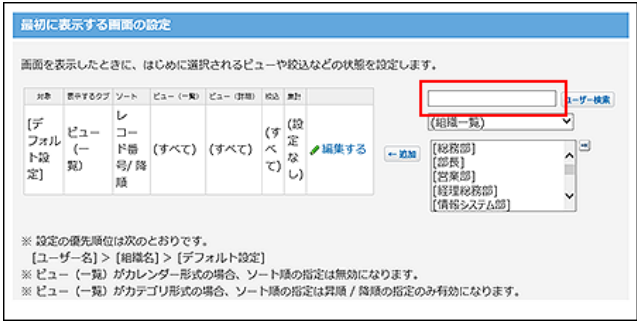 最初に表示する画面の設定
画面を表示したときに、はじめに選択されるビューや絞込などの状態を設定します。
対象 表示するタブ ソート ビュー（一覧） ビュー（詳細） 絞込 集計
[デフォルト設定] ビュー（一覧） レコード番号/ 降順 (すべて) (すべて) (すべて) (設定なし) 編集する
ユーザー検索
(組織一覧)
← 追加
[総務部]
[部長]
[営業部]
[経理総務部]
[情報システム部]
※ 設定の優先順位は次のとおりです。
[ユーザー名] > [組織名] > [デフォルト設定]
※ ビュー（一覧）がカレンダー形式の場合、ソート順の指定は無効になります。
※ ビュー（一覧）がカテゴリ形式の場合、ソート順の指定は昇順 / 降順の指定のみ有効になります。